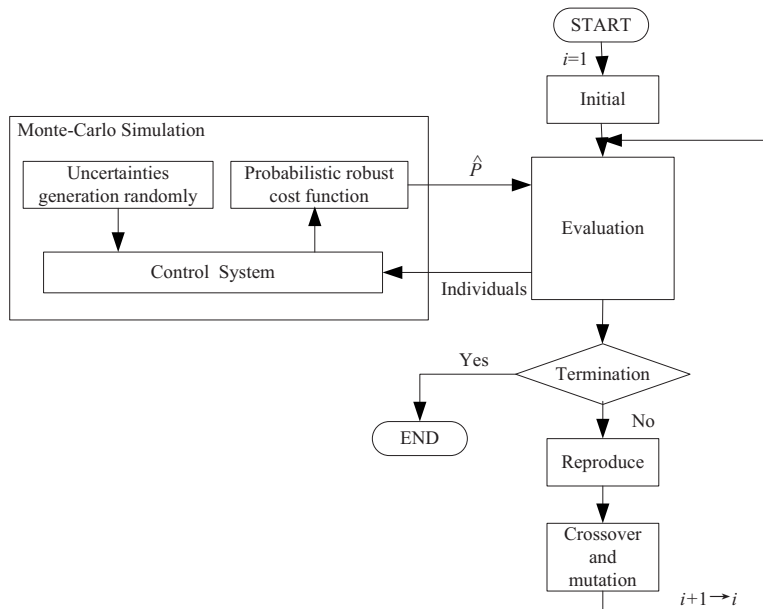 START
i=1
Initial
Monte-Carlo Simulation
Uncertainties
generation randomly
Probabilistic robust
cost function
P̂
Evaluation
Control System
Individuals
Yes
Termination
END
No
Reproduce
Crossover
and
mutation
i+1→i